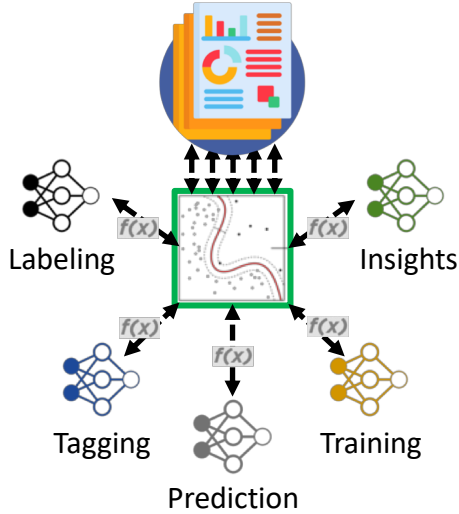 f(x)
f(x)
Labeling
Insights
f(x)
f(x)
f(x)
Tagging
Training
Prediction